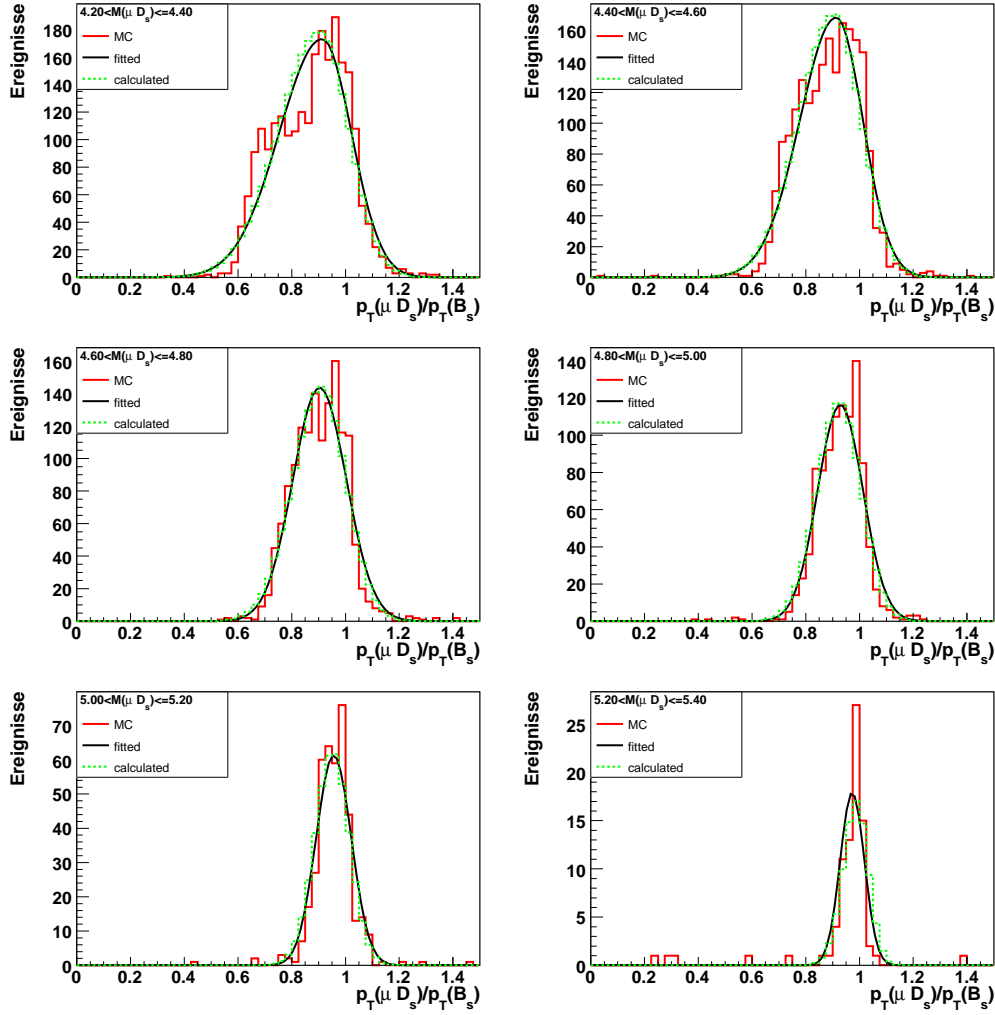 4.20<M(μ D_s)<=4.40
MC
fitted
calculated
Ereignisse
180
160
140
120
100
80
60
40
20
0
0 0.2 0.4 0.6 0.8 1 1.2 1.4
p_T(μ D_s)/p_T(B_s)
4.40<M(μ D_s)<=4.60
MC
fitted
calculated
Ereignisse
160
140
120
100
80
60
40
20
0
0 0.2 0.4 0.6 0.8 1 1.2 1.4
p_T(μ D_s)/p_T(B_s)
4.60<M(μ D_s)<=4.80
MC
fitted
calculated
Ereignisse
160
140
120
100
80
60
40
20
0
0 0.2 0.4 0.6 0.8 1 1.2 1.4
p_T(μ D_s)/p_T(B_s)
4.80<M(μ D_s)<=5.00
MC
fitted
calculated
Ereignisse
140
120
100
80
60
40
20
0
0 0.2 0.4 0.6 0.8 1 1.2 1.4
p_T(μ D_s)/p_T(B_s)
5.00<M(μ D_s)<=5.20
MC
fitted
calculated
Ereignisse
70
60
50
40
30
20
10
0
0 0.2 0.4 0.6 0.8 1 1.2 1.4
p_T(μ D_s)/p_T(B_s)
5.20<M(μ D_s)<=5.40
MC
fitted
calculated
Ereignisse
25
20
15
10
5
0
0 0.2 0.4 0.6 0.8 1 1.2 1.4
p_T(μ D_s)/p_T(B_s)